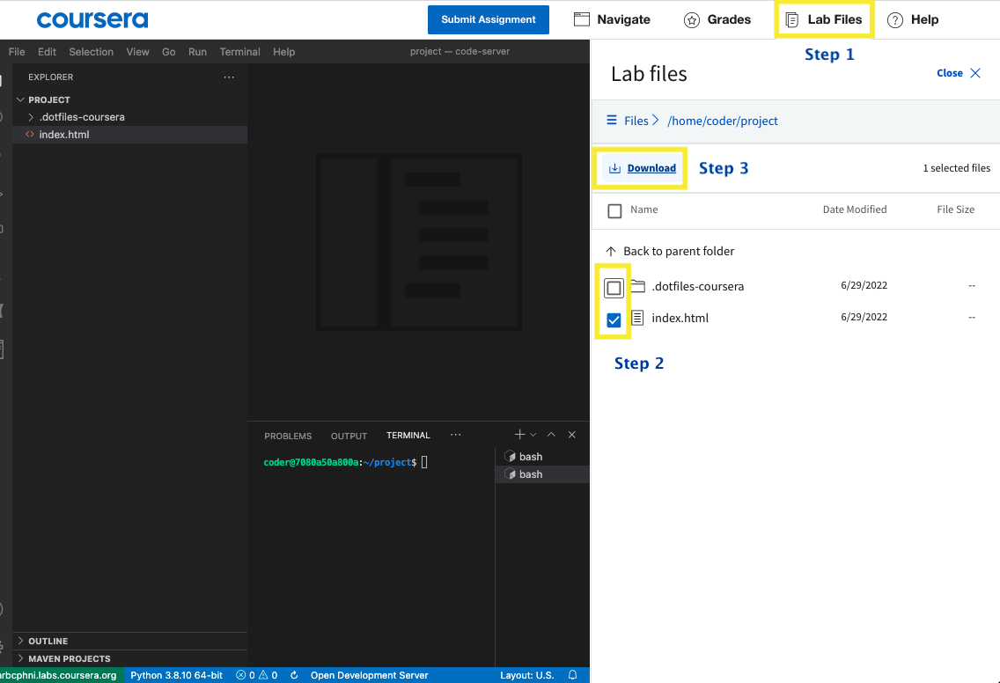 coursera
Submit Assignment
Navigate
Grades
Lab Files
Help
Step 1
File Edit Selection View Go Run Terminal Help
project — code-server
EXPLORER
PROJECT
.dotfiles-coursera
index.html
PROBLEMS OUTPUT TERMINAL
coder@7080a50a800a:~/project$
bash
bash
OUTLINE
MAVEN PROJECTS
rbcphni.labs.coursera.org Python 3.8.10 64-bit 0 0 Open Development Server Layout: U.S.
Lab files
Close
Files /home/coder/project
Download
Step 3
1 selected files
Name Date Modified File Size
Back to parent folder
.dotfiles-coursera 6/29/2022 --
index.html 6/29/2022 --
Step 2